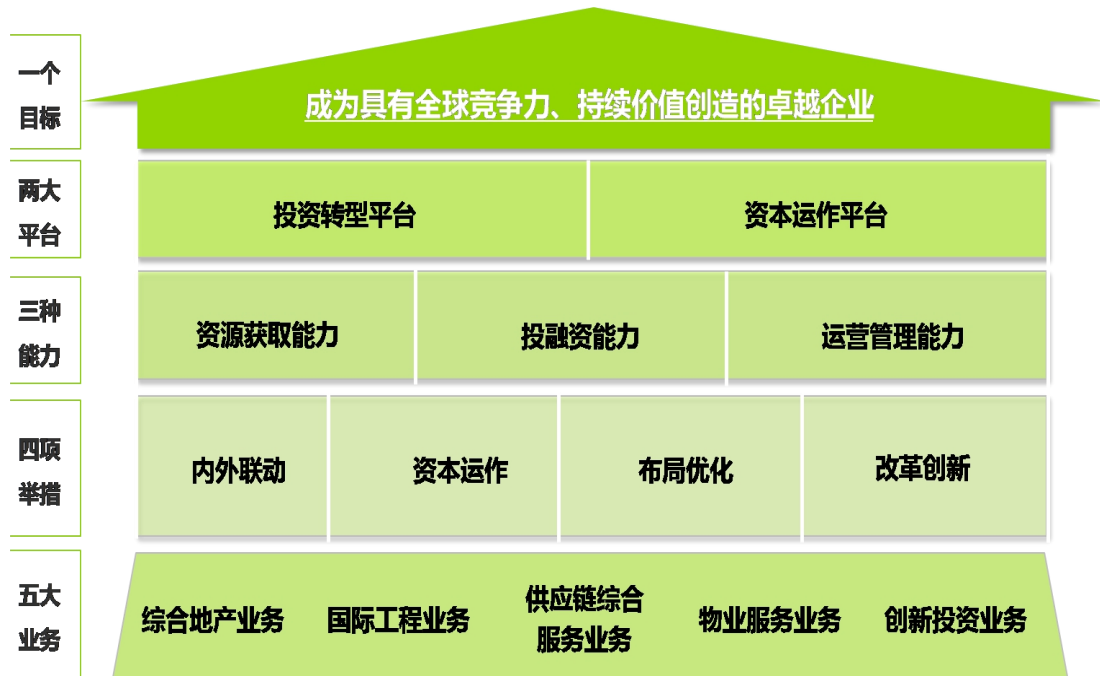 一个
目标
成为具有全球竞争力、持续价值创造的卓越企业
两大
平台
投资转型平台
资本运作平台
三种
能力
资源获取能力
投融资能力
运营管理能力
四项
举措
内外联动
资本运作
布局优化
改革创新
五大
业务
综合地产业务
国际工程业务
供应链综合
服务业务
物业服务业务
创新投资业务